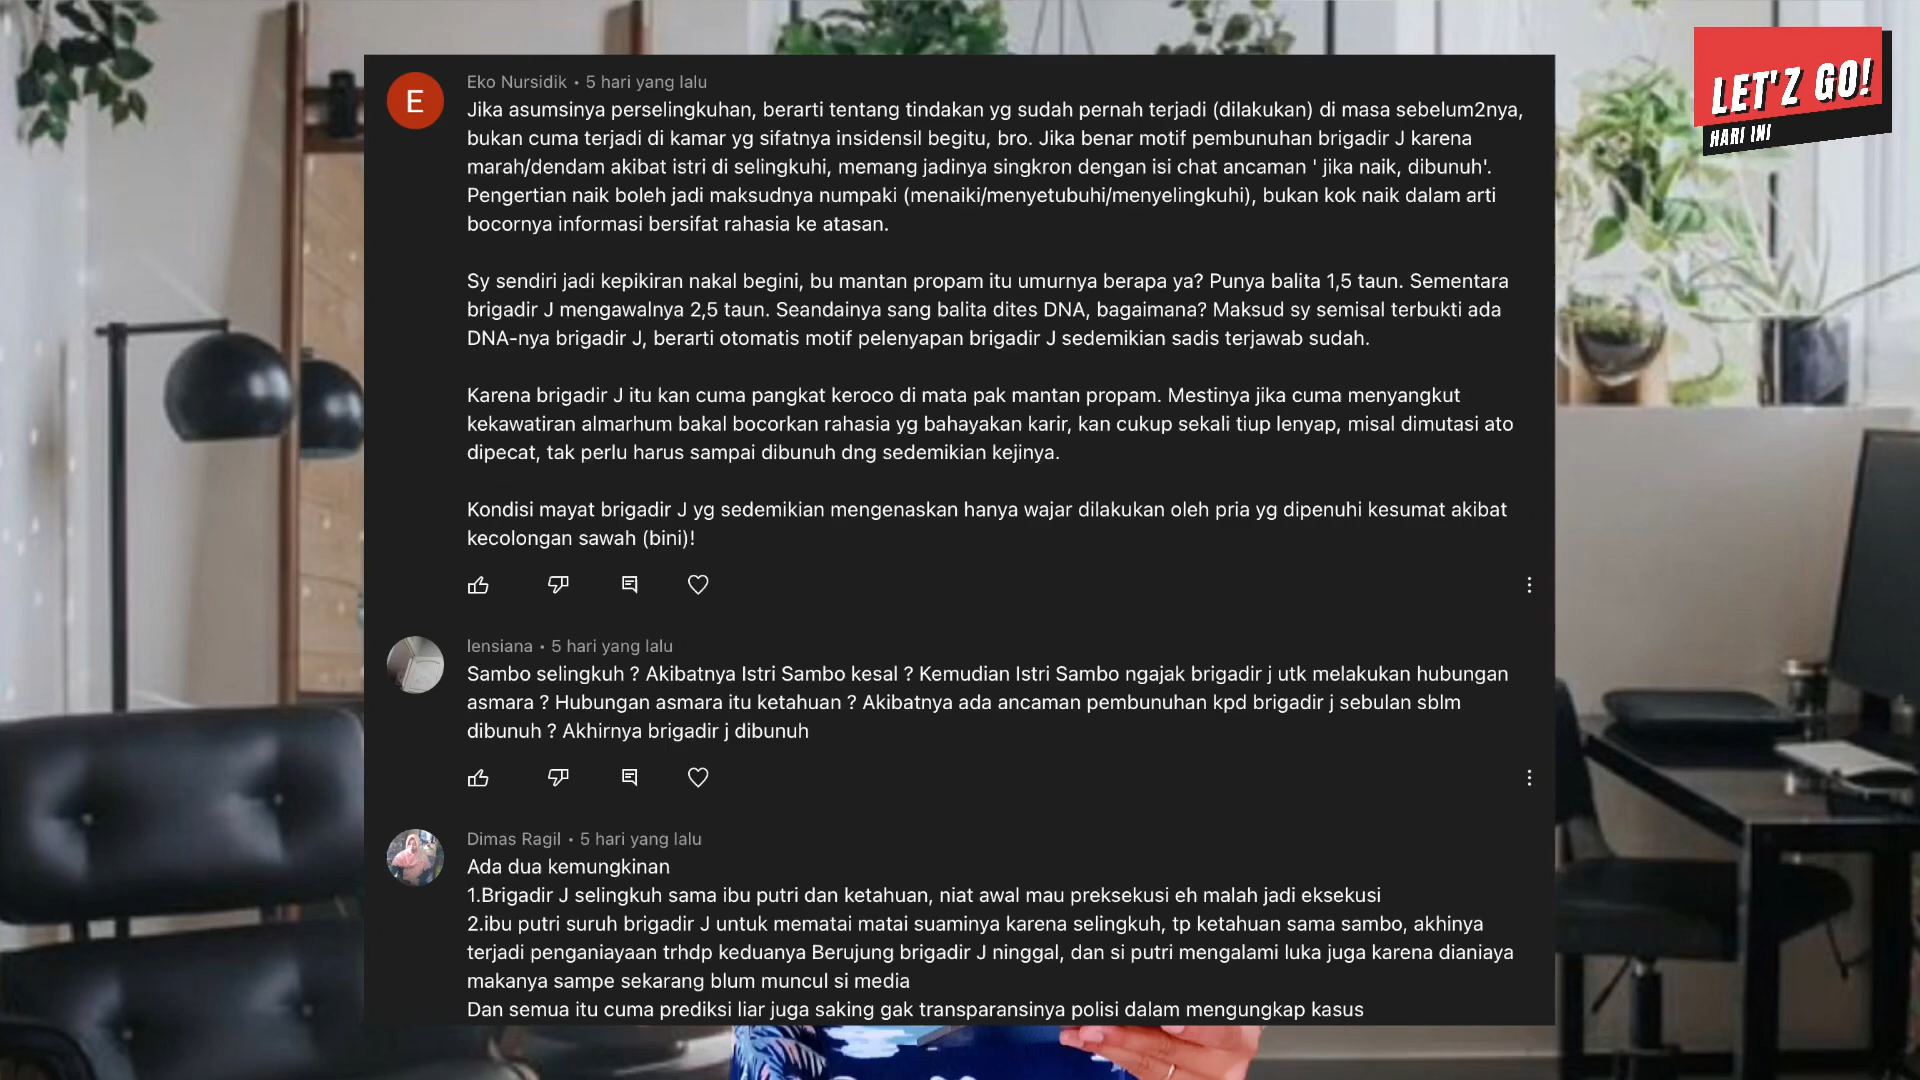 LET'Z GO!
HARI INI
E
Eko Nursidik • 5 hari yang lalu
Jika asumsinya perselingkuhan, berarti tentang tindakan yg sudah pernah terjadi (dilakukan) di masa sebelum2nya,
bukan cuma terjadi di kamar yg sifatnya insidensil begitu, bro. Jika benar motif pembunuhan brigadir J karena
marah/dendam akibat istri di selingkuhi, memang jadinya singkron dengan isi chat ancaman ' jika naik, dibunuh'.
Pengertian naik boleh jadi maksudnya numpaki (menaiki/menyetubuhi/menyelingkuhi), bukan kok naik dalam arti
bocornya informasi bersifat rahasia ke atasan.
Sy sendiri jadi kepikiran nakal begini, bu mantan propam itu umurnya berapa ya? Punya balita 1,5 taun. Sementara
brigadir J mengawalnya 2,5 taun. Seandainya sang balita dites DNA, bagaimana? Maksud sy semisal terbukti ada
DNA-nya brigadir J, berarti otomatis motif pelenyapan brigadir J sedemikian sadis terjawab sudah.
Karena brigadir J itu kan cuma pangkat keroco di mata pak mantan propam. Mestinya jika cuma menyangkut
kekawatiran almarhum bakal bocorkan rahasia yg bahayakan karir, kan cukup sekali tiup lenyap, misal dimutasi ato
dipecat, tak perlu harus sampai dibunuh dng sedemikian kejinya.
Kondisi mayat brigadir J yg sedemikian mengenaskan hanya wajar dilakukan oleh pria yg dipenuhi kesumat akibat
kecolongan sawah (bini)!
lensiana • 5 hari yang lalu
Sambo selingkuh ? Akibatnya Istri Sambo kesal ? Kemudian Istri Sambo ngajak brigadir j utk melakukan hubungan
asmara ? Hubungan asmara itu ketahuan ? Akibatnya ada ancaman pembunuhan kpd brigadir j sebulan sblm
dibunuh ? Akhirnya brigadir j dibunuh
Dimas Ragil • 5 hari yang lalu
Ada dua kemungkinan
1.Brigadir J selingkuh sama ibu putri dan ketahuan, niat awal mau preksekusi eh malah jadi eksekusi
2.ibu putri suruh brigadir J untuk mematai matai suaminya karena selingkuh, tp ketahuan sama sambo, akhinya
terjadi penganiayaan trhdp keduanya Berujung brigadir J ninggal, dan si putri mengalami luka juga karena dianiaya
makanya sampe sekarang blum muncul si media
Dan semua itu cuma prediksi liar juga saking gak transparansinya polisi dalam mengungkap kasus